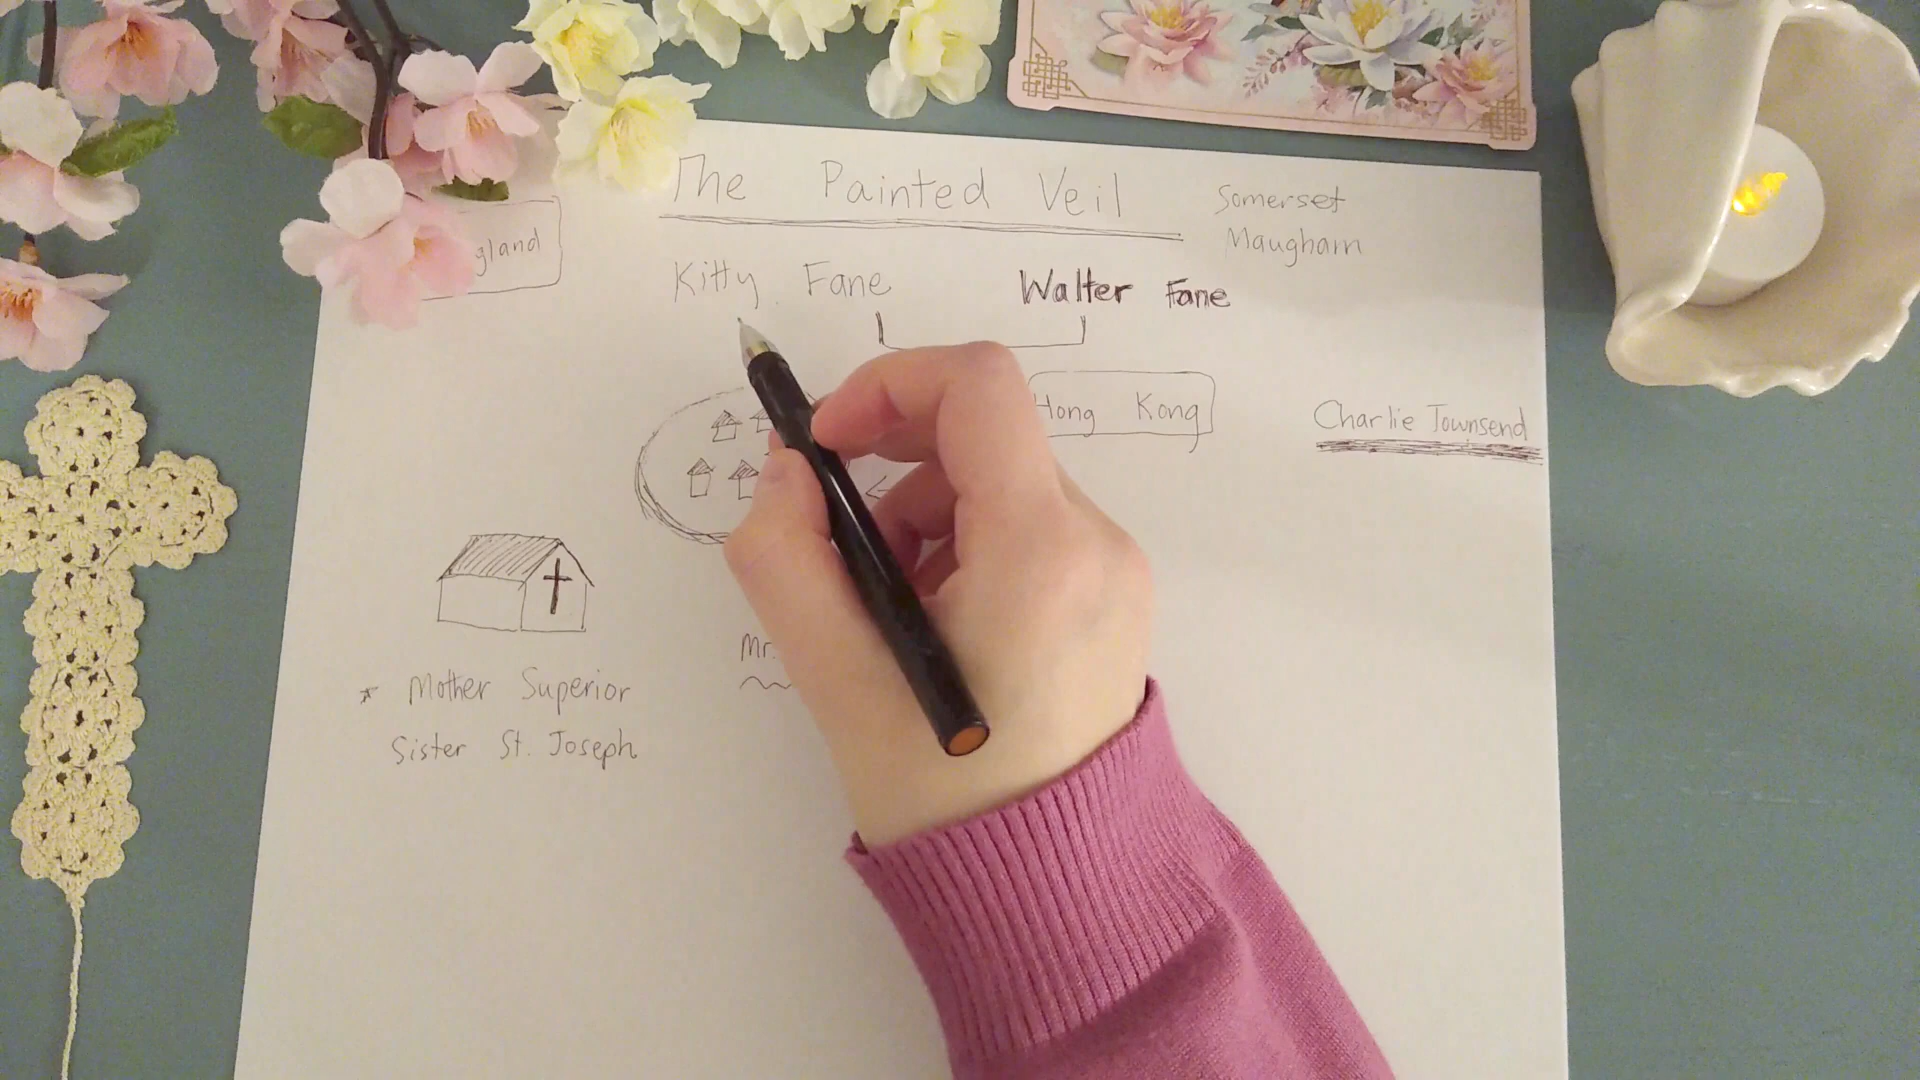 The Painted Veil
Somerset
Maugham
gland
Kitty Fane
Walter Fane
Hong Kong
Charlie Townsend
Mr.
* Mother Superior
Sister St. Joseph